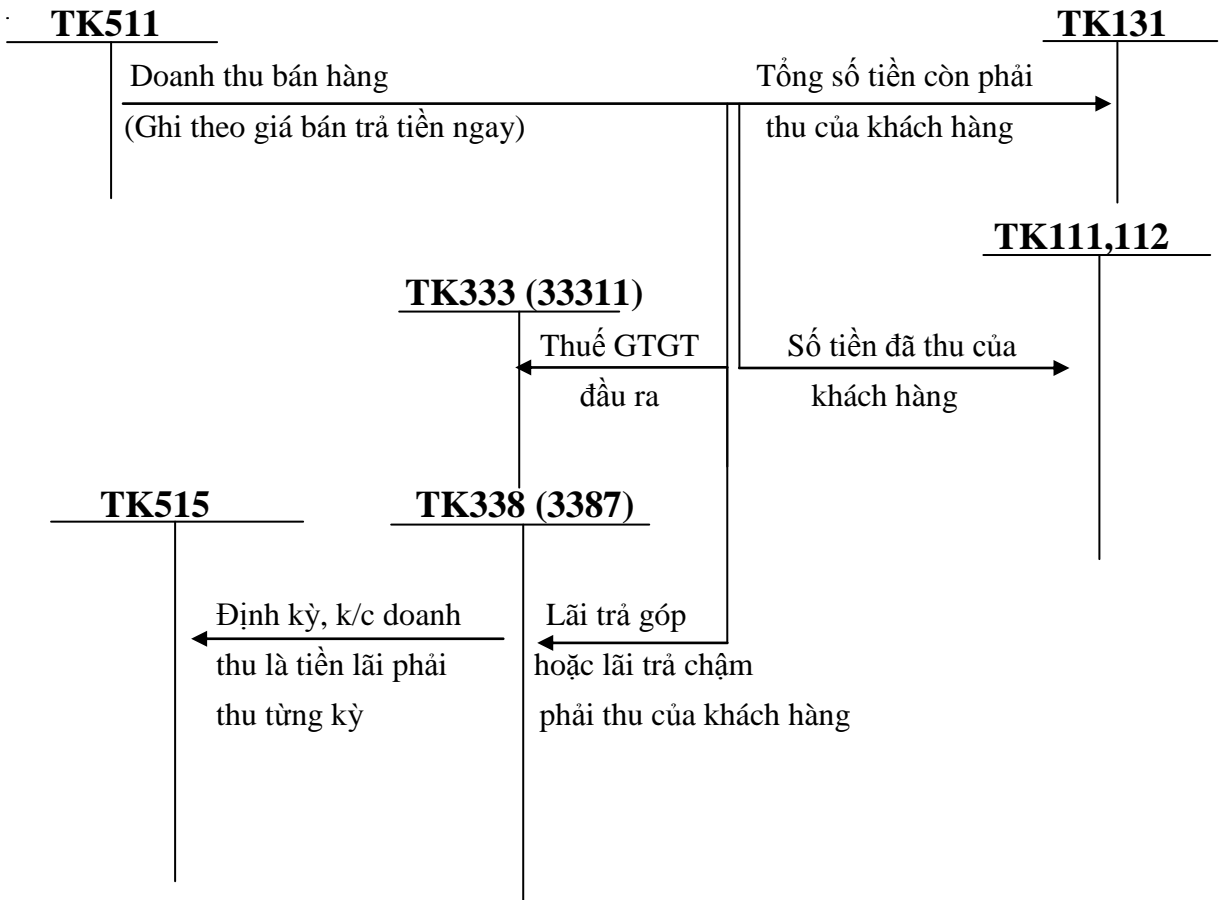 TK511
TK131
Doanh thu bán hàng
Tổng số tiền còn phải
(Ghi theo giá bán trả tiền ngay)
thu của khách hàng
TK111,112
TK333 (33311)
Thuế GTGT
Số tiền đã thu của
đầu ra
khách hàng
TK515
TK338 (3387)
Định kỳ, k/c doanh
Lãi trả góp
thu là tiền lãi phải
hoặc lãi trả chậm
thu từng kỳ
phải thu của khách hàng